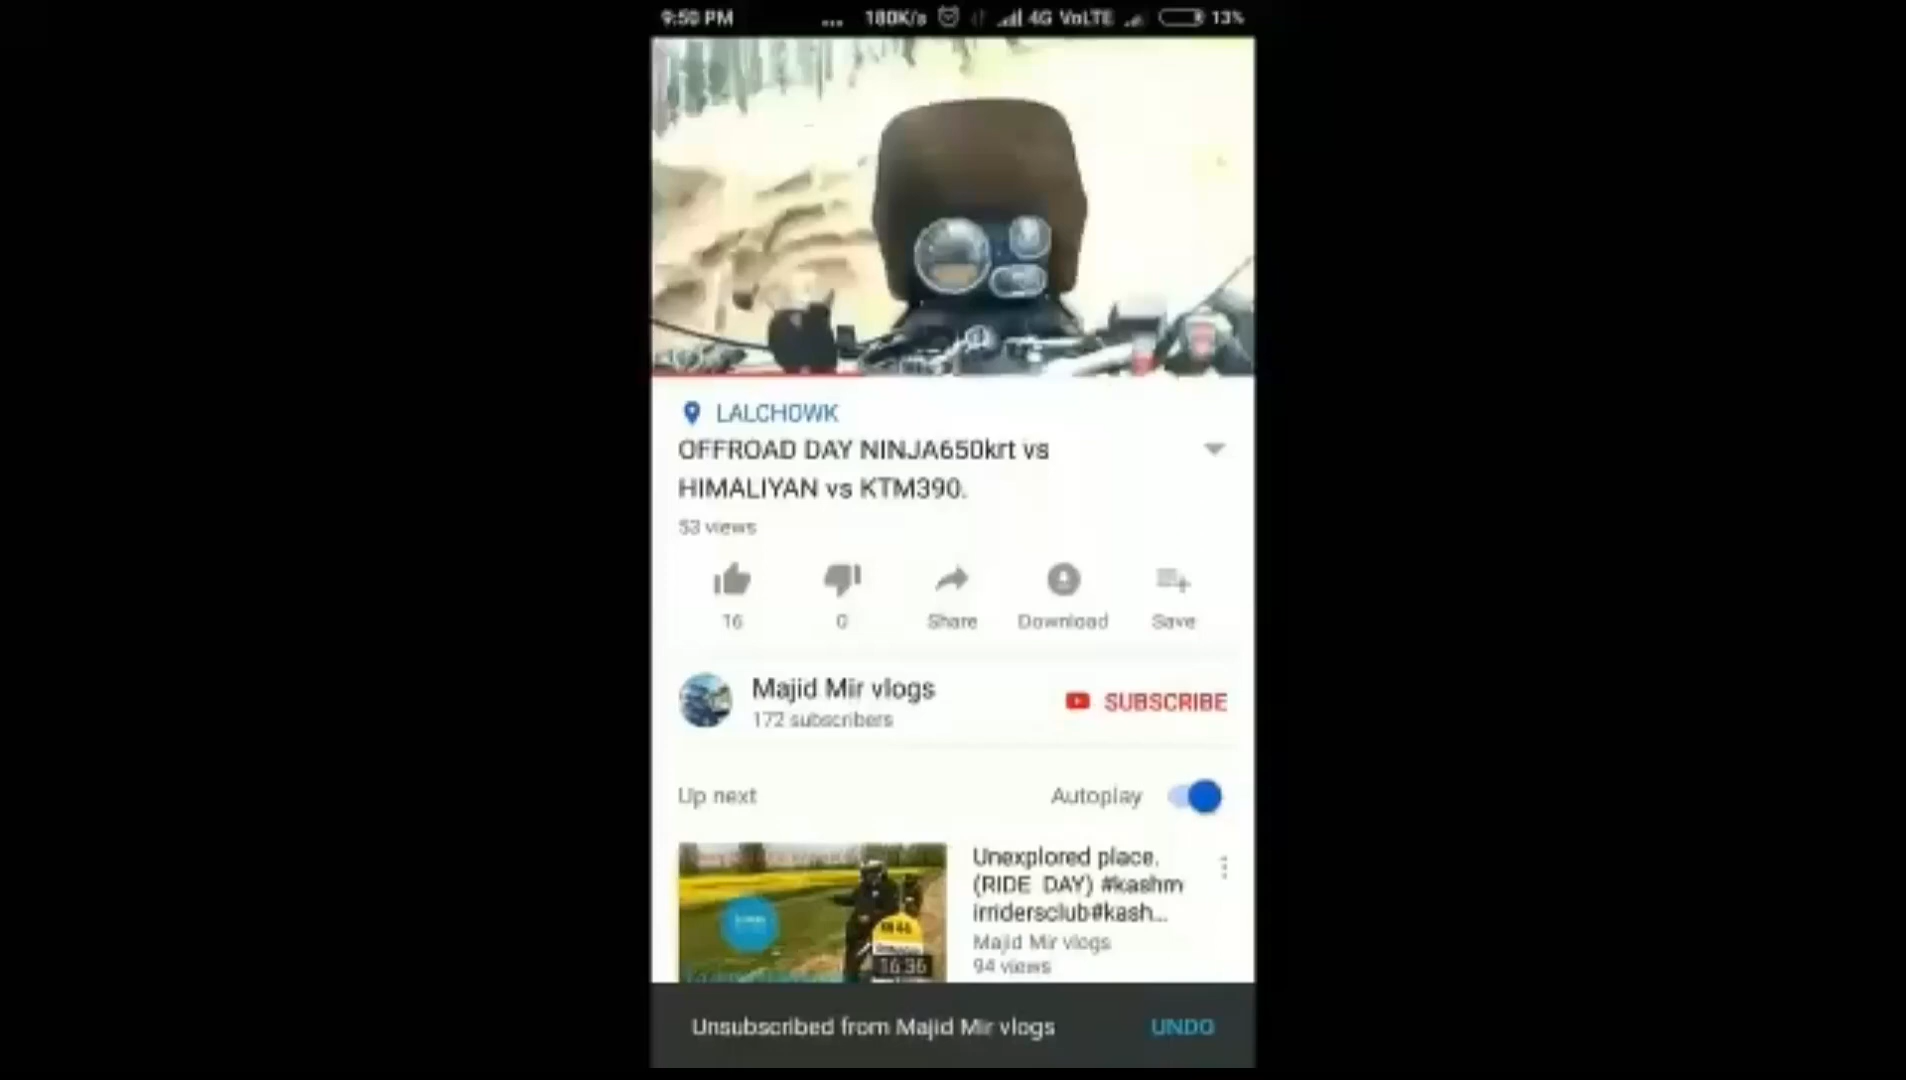 9:50 PM ... 180K/s 4G VoLTE 13%
LALCHOWK
OFFROAD DAY NINJA650krt vs
HIMALIYAN vs KTM390.
53 views
16 0 Share Download Save
Majid Mir vlogs
172 subscribers
SUBSCRIBE
Up next Autoplay
Unexplored place.
(RIDE DAY) #kashm
irridersclub#kash...
Majid Mir vlogs
94 views
16:36
Unsubscribed from Majid Mir vlogs UNDO